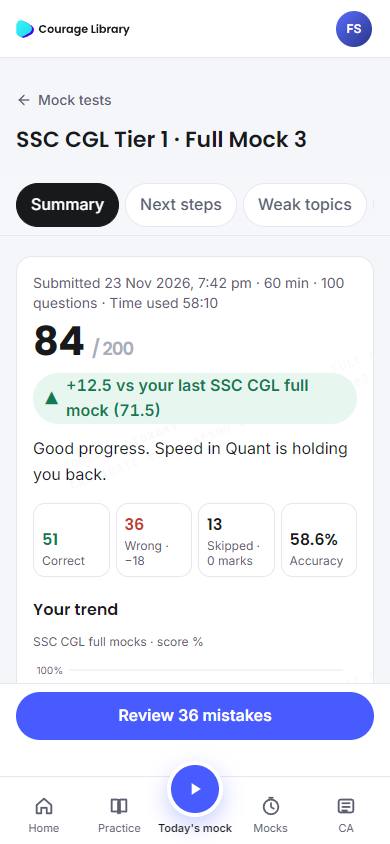 Courage Library
FS
← Mock tests
SSC CGL Tier 1 · Full Mock 3
Summary
Next steps
Weak topics
Submitted 23 Nov 2026, 7:42 pm · 60 min · 100
questions · Time used 58:10
84 / 200
▲ +12.5 vs your last SSC CGL full
mock (71.5)
Good progress. Speed in Quant is holding
you back.
51
Correct
36
Wrong ·
−18
13
Skipped ·
0 marks
58.6%
Accuracy
Your trend
SSC CGL full mocks · score %
100%
Review 36 mistakes
Home
Practice
Today's mock
Mocks
CA